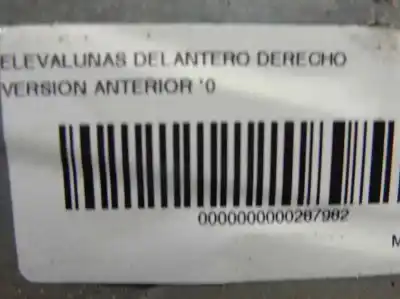 ELEVALUNAS DELANTERO DERECHO
VERSION ANTERIOR '0
0000000000287982
M